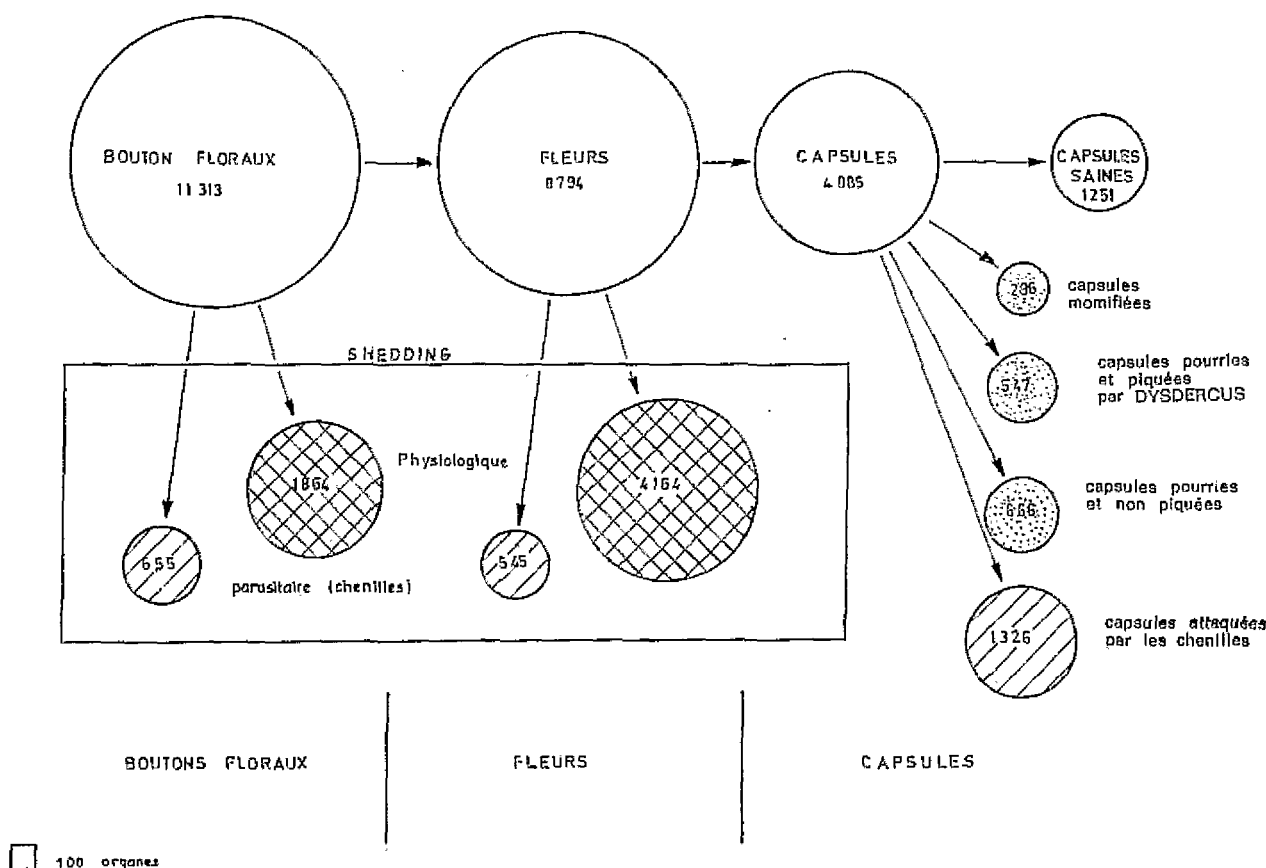 BOUTON FLORAUX
11 313
FLEURS
8794
CAPSULES
4 085
CAPSULES
SAINES
1251
capsules
momifiées
SHEDDING
capsules pourries
et piquées
par DYSDERCUS
547
Physiologique
1864
4164
capsules pourries
et non piquées
666
655
545
parasitaire (chenilles)
1326
capsules attaquées
par les chenilles
BOUTONS FLORAUX
FLEURS
CAPSULES
100 organes